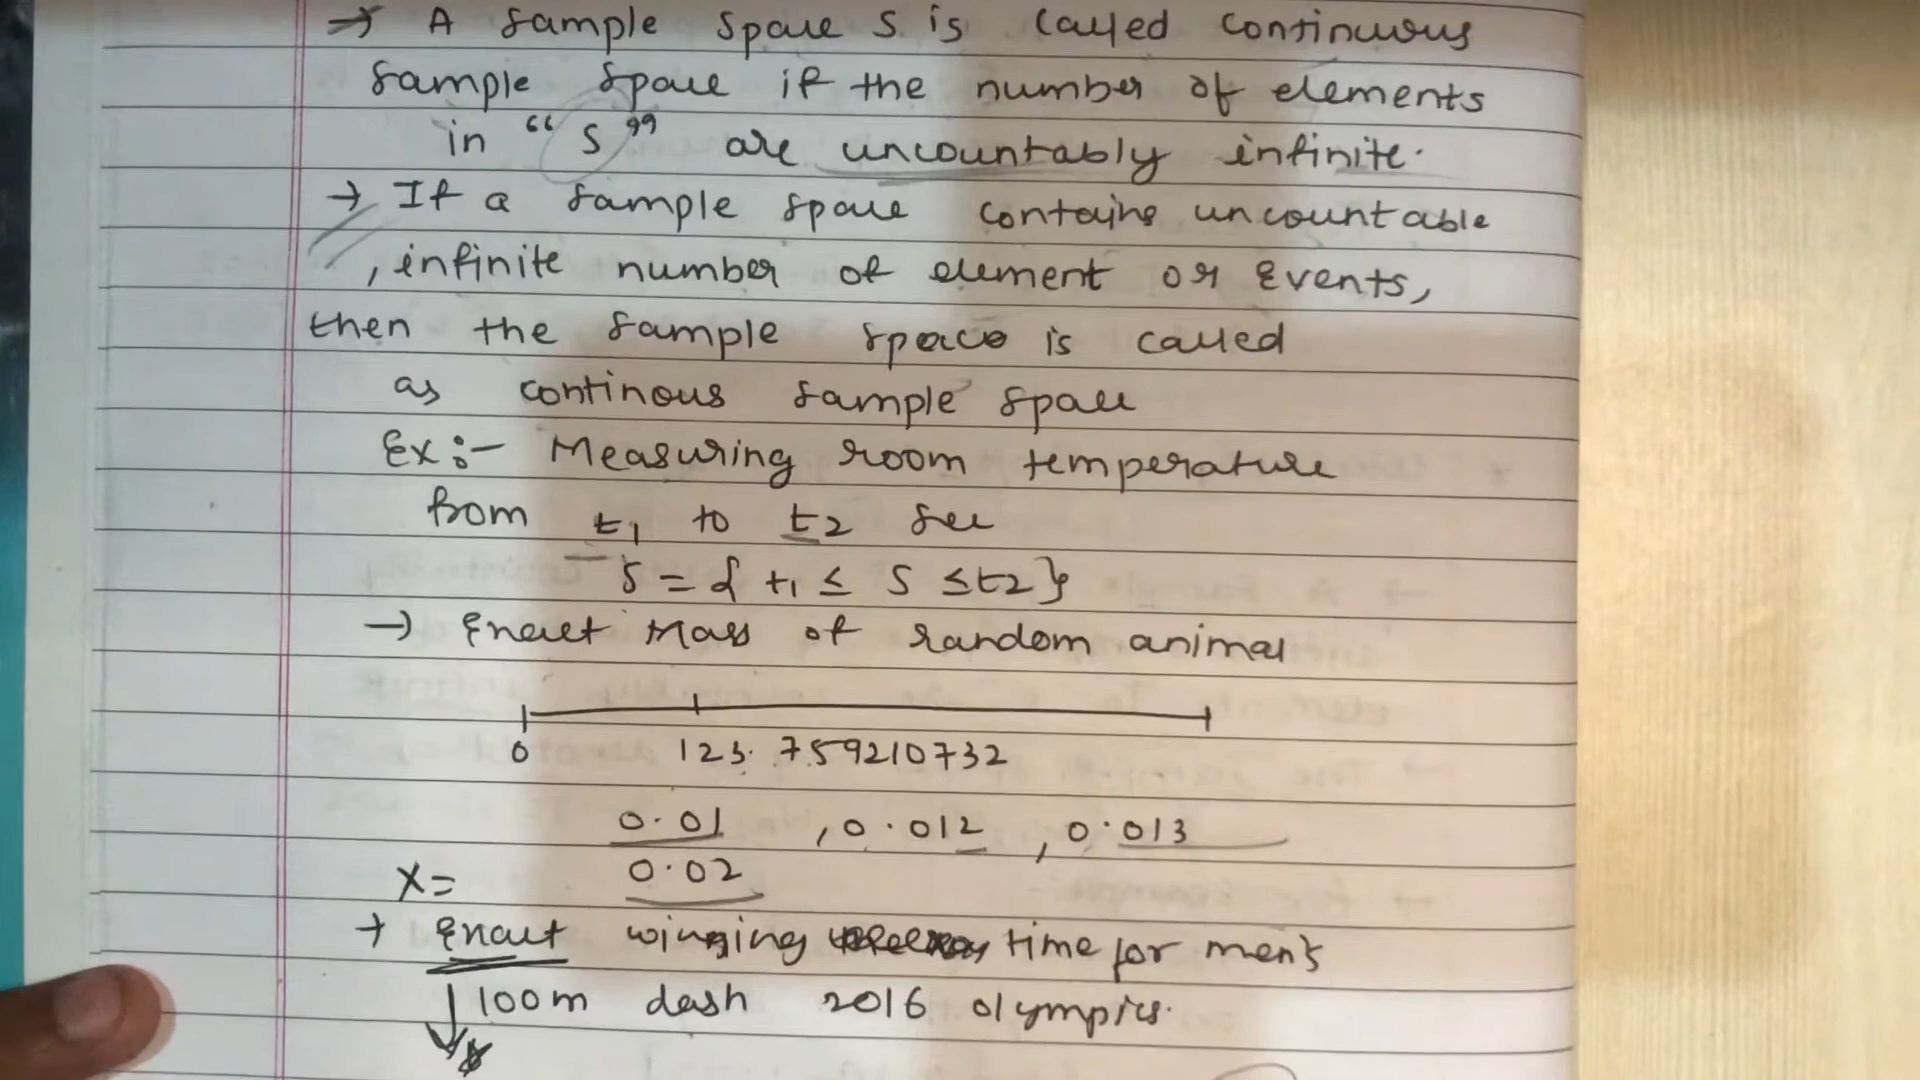 → A sample space S is called continuous
sample space if the number of elements
in “S” are uncountably infinite.
→ If a sample space contains uncountable
, infinite number of element or Events,
then the sample space is called
as continous sample space
Ex:- Measuring room temperature
from t1 to t2 sec
S = { t1 ≤ S ≤ t2 }
→ Exact Mass of random animal
0 123.759210732
0.01 , 0.012 , 0.013
X= 0.02
→ Exact winning time for men's
100m dash 2016 olympics.